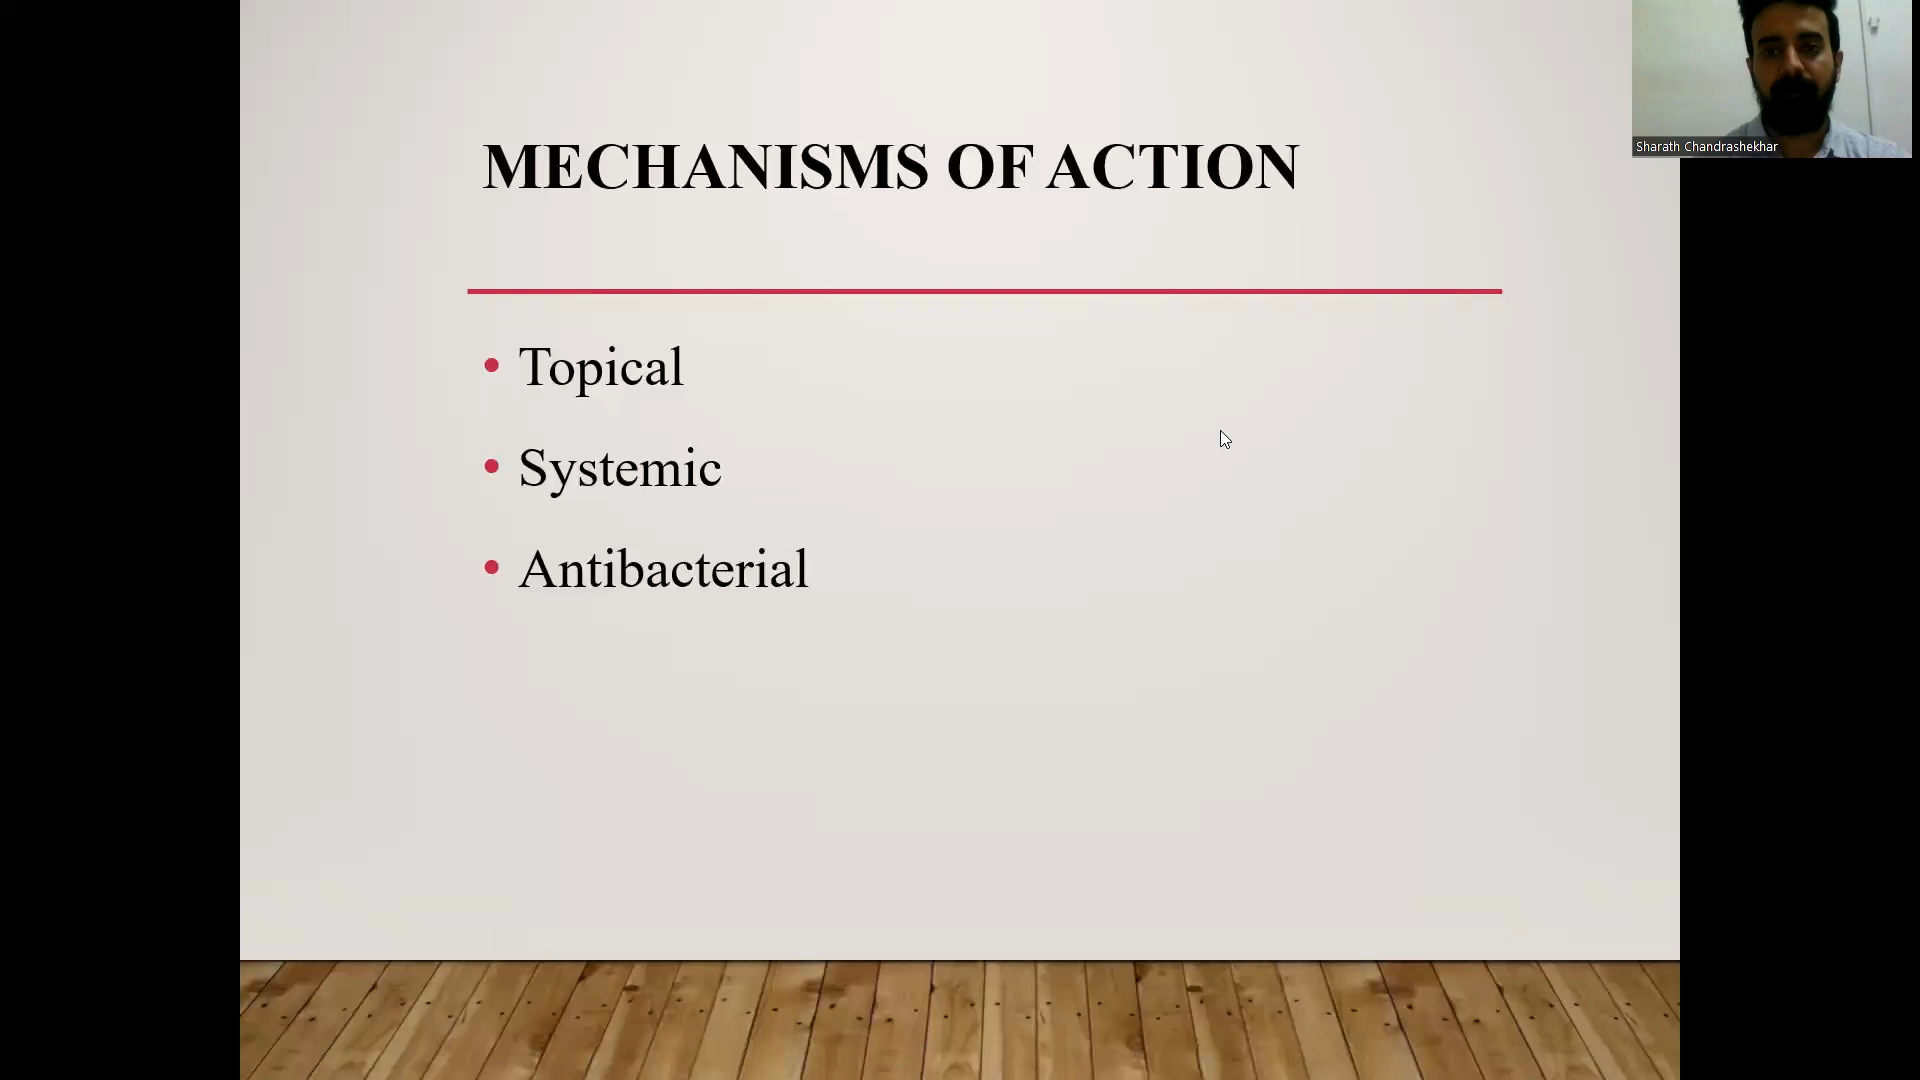 MECHANISMS OF ACTION
Topical
Systemic
Antibacterial
Sharath Chandrashekhar